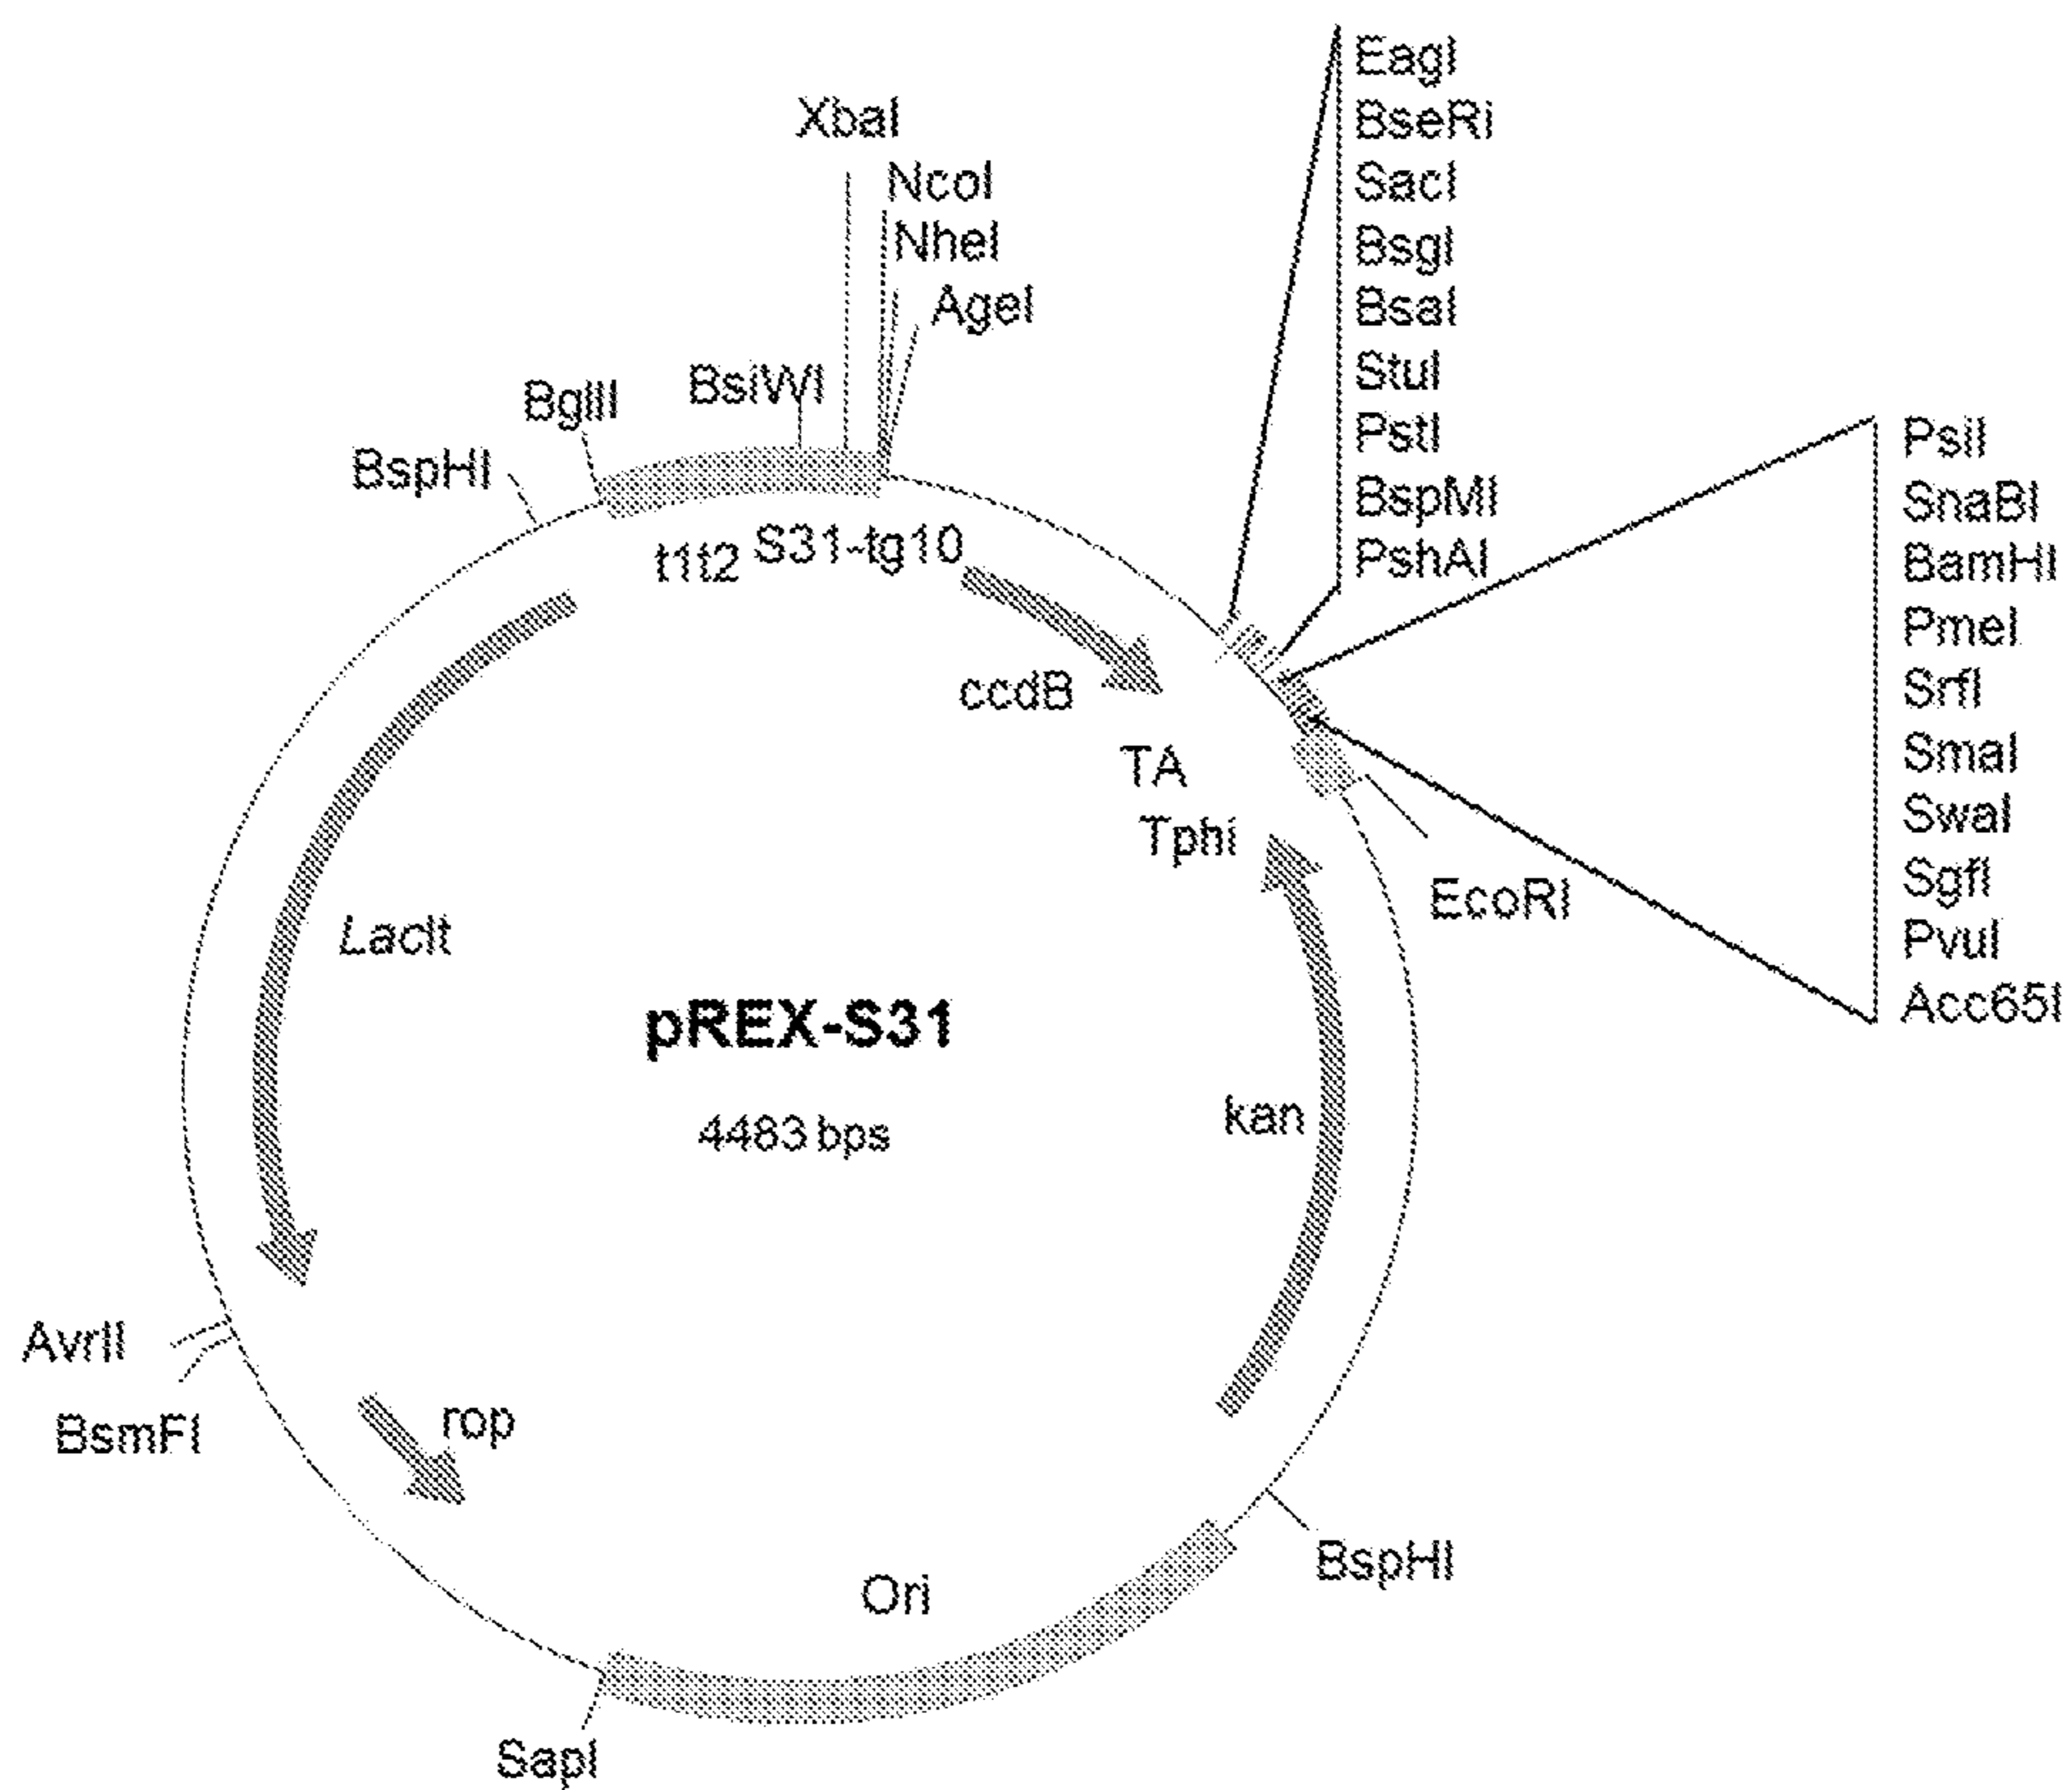 XbaI
NcoI
NheI
AgeI
BsiWI
BglII
BspHI
EagI
BseRi
SacI
BsgI
BsaI
StuI
PstI
BspMI
PshAI
PsiI
SnaBI
BamHI
PmeI
SrfI
SmaI
SwaI
SgfI
PvuI
Acc65I
t1t2
S31-tg10
ccdB
TA
Tphi
EcoRI
LacIt
pREX-S31
4483 bps
kan
AvrII
BsmFI
rop
BspHI
Ori
SapI